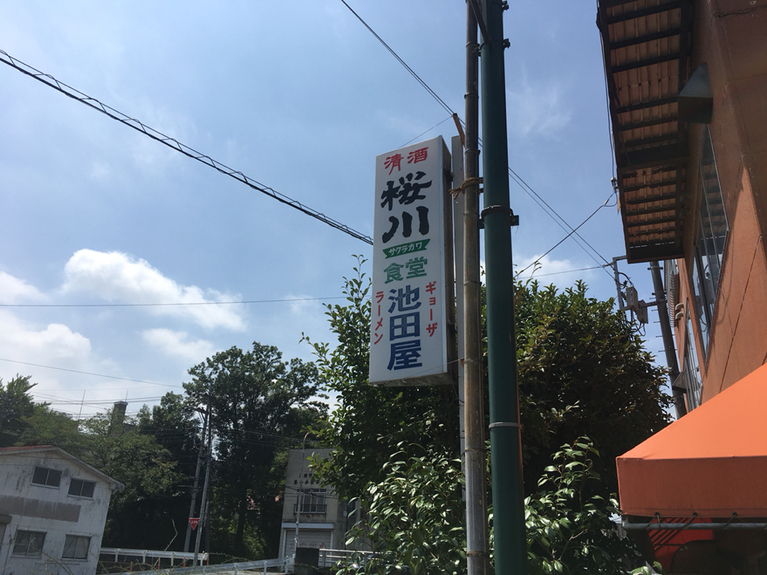 清酒
桜川
サクラガワ
食堂
池田屋
ラーメン
ギョーザ